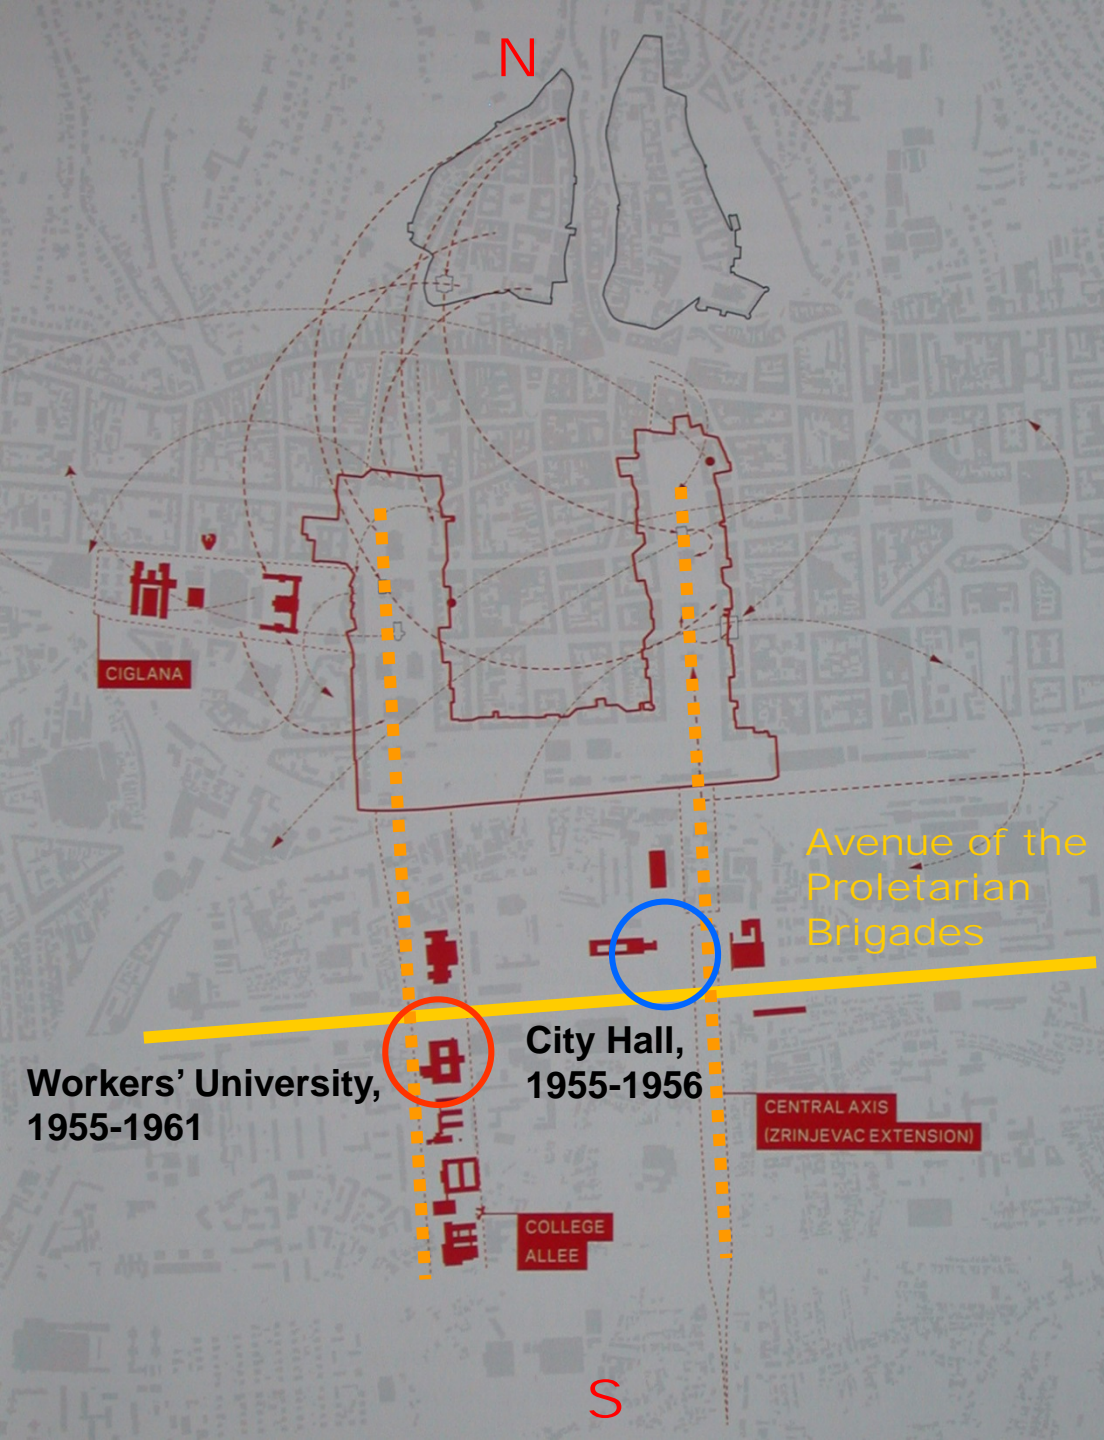 N
CIGLANA
Avenue of the
Proletarian
Brigades
City Hall,
1955-1956
Workers’ University,
1955-1961
CENTRAL AXIS
(ZRINJEVAC EXTENSION)
COLLEGE
ALLEE
S